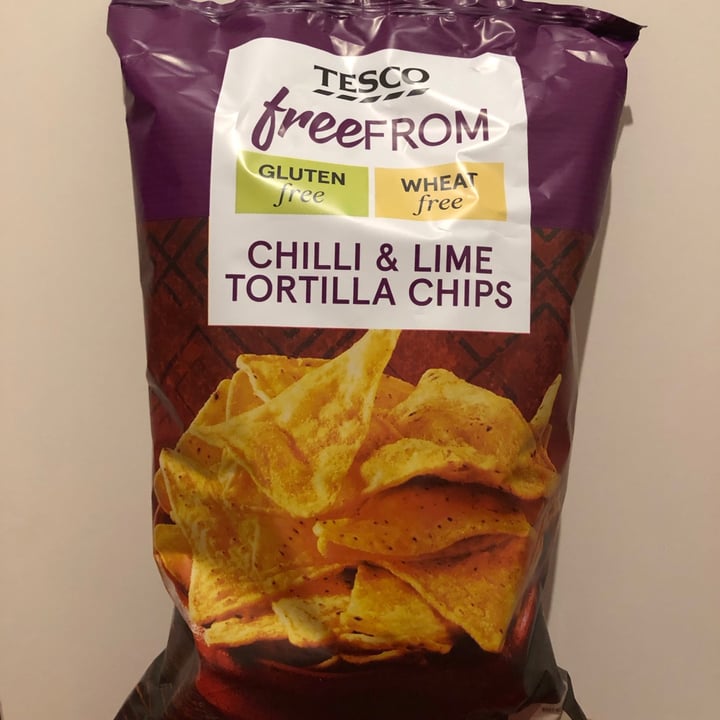 TESCO
freeFROM
GLUTEN
free
WHEAT
free
CHILLI & LIME
TORTILLA CHIPS